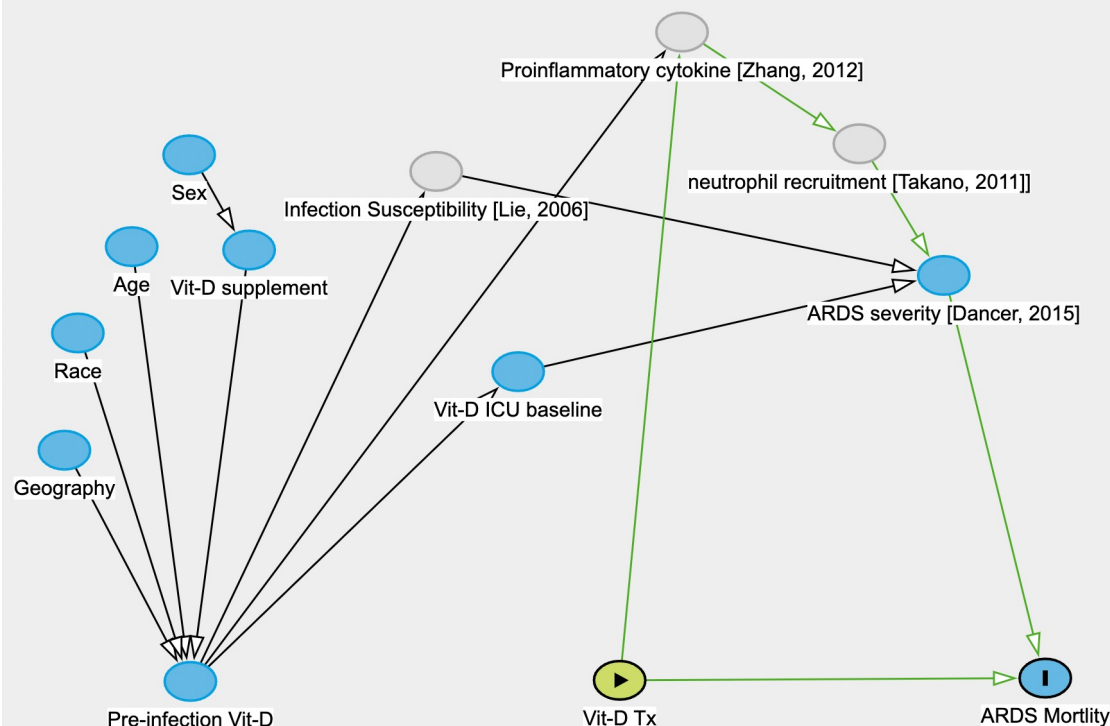 Proinflammatory cytokine [Zhang, 2012]
neutrophil recruitment [Takano, 2011]]
Sex
Infection Susceptibility [Lie, 2006]
Age
Vit-D supplement
ARDS severity [Dancer, 2015]
Race
Vit-D ICU baseline
Geography
Pre-infection Vit-D
Vit-D Tx
ARDS Mortlity